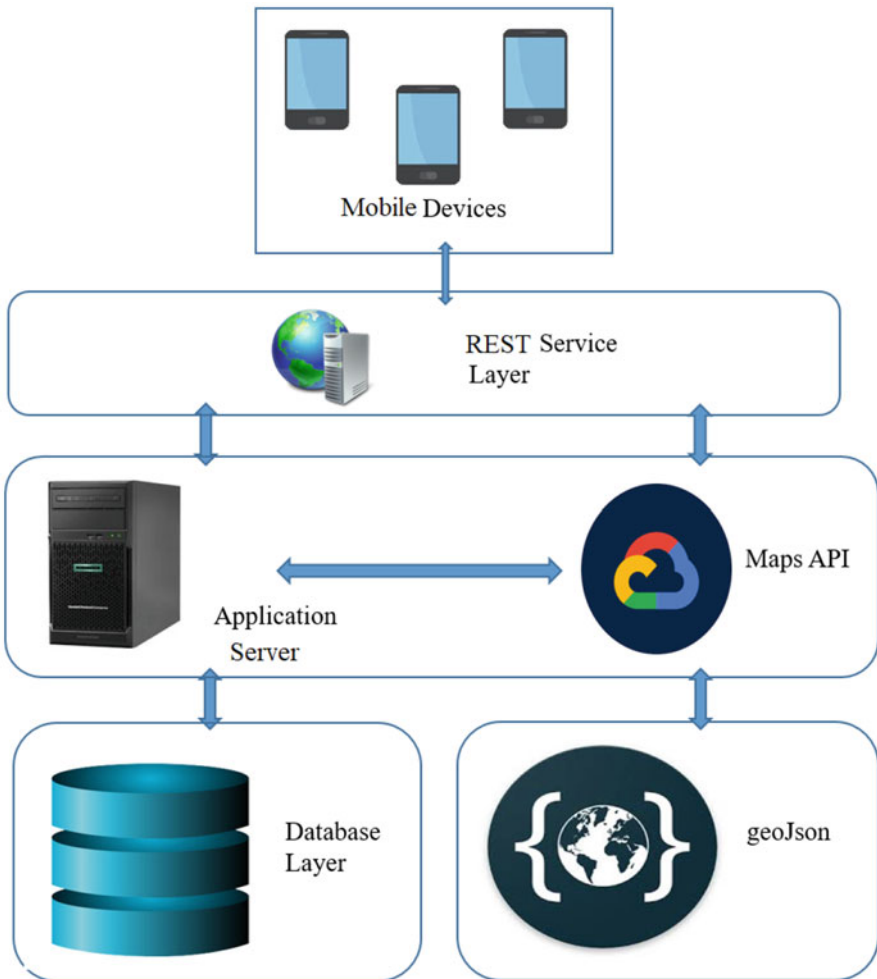 Mobile Devices
REST Service
Layer
Maps API
Application
Server
Database
Layer
geoJson